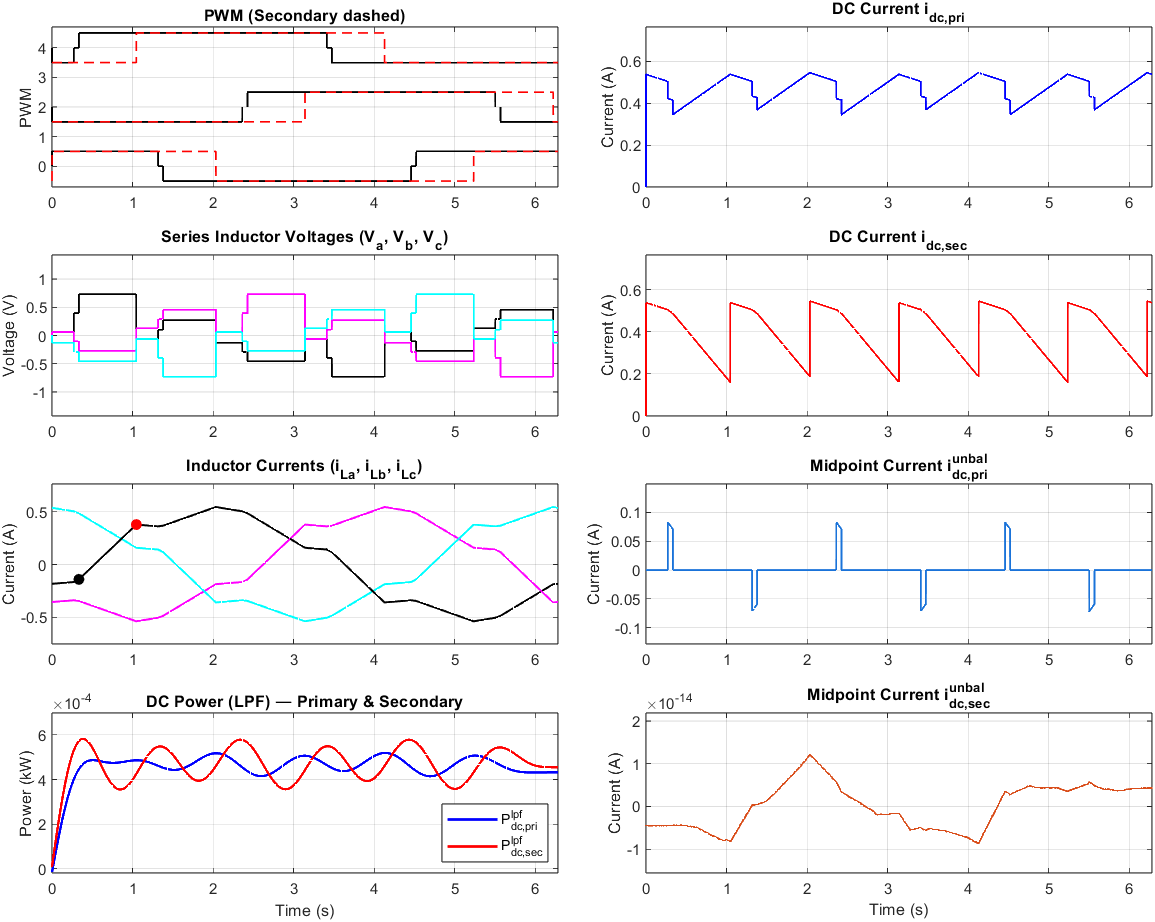 PWM (Secondary dashed)
PWM
4
3
2
1
0
0 1 2 3 4 5 6
DC Current i_dc,pri
Current (A)
0.6
0.4
0.2
0
0 1 2 3 4 5 6
Series Inductor Voltages (V_a, V_b, V_c)
Voltage (V)
1
0.5
0
-0.5
-1
0 1 2 3 4 5 6
DC Current i_dc,sec
Current (A)
0.6
0.4
0.2
0
0 1 2 3 4 5 6
Inductor Currents (i_La, i_Lb, i_Lc)
Current (A)
0.5
0
-0.5
0 1 2 3 4 5 6
Midpoint Current i_dc,pri^unbal
Current (A)
0.1
0.05
0
-0.05
-0.1
0 1 2 3 4 5 6
DC Power (LPF) — Primary & Secondary
×10^-4
Power (kW)
6
4
2
0
P_dc,pri^lpf
P_dc,sec^lpf
0 1 2 3 4 5 6
Time (s)
Midpoint Current i_dc,sec^unbal
×10^-14
Current (A)
2
1
0
-1
0 1 2 3 4 5 6
Time (s)